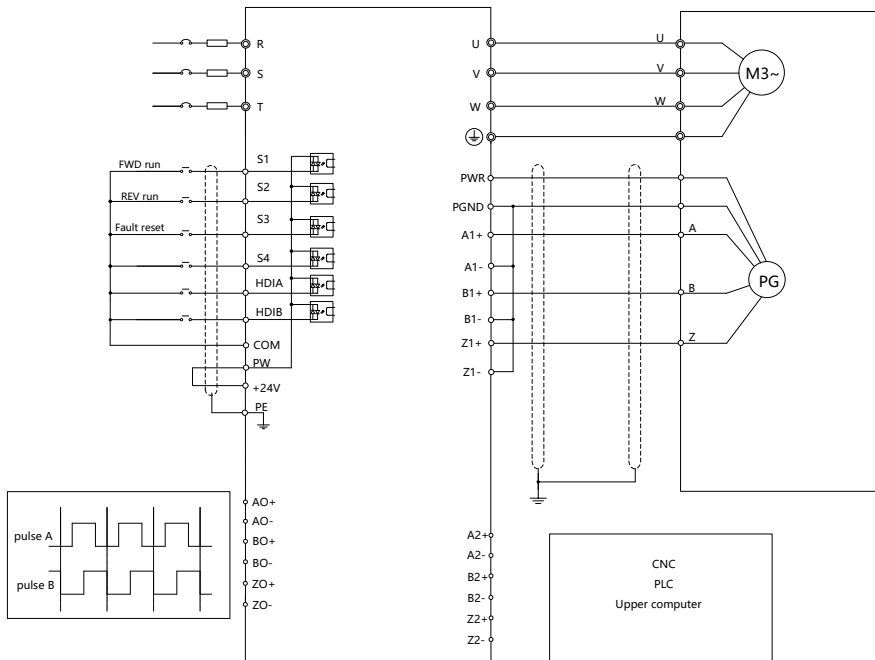 R
S
T
U
V
W
U
V
W
M3~
FWD run
REV run
Fault reset
S1
S2
S3
S4
HDIA
HDIB
COM
PW
+24V
PE
PWR
PGND
A1+
A1-
B1+
B1-
Z1+
Z1-
A
B
Z
PG
pulse A
pulse B
AO+
AO-
BO+
BO-
ZO+
ZO-
A2+
A2-
B2+
B2-
Z2+
Z2-
CNC
PLC
Upper computer